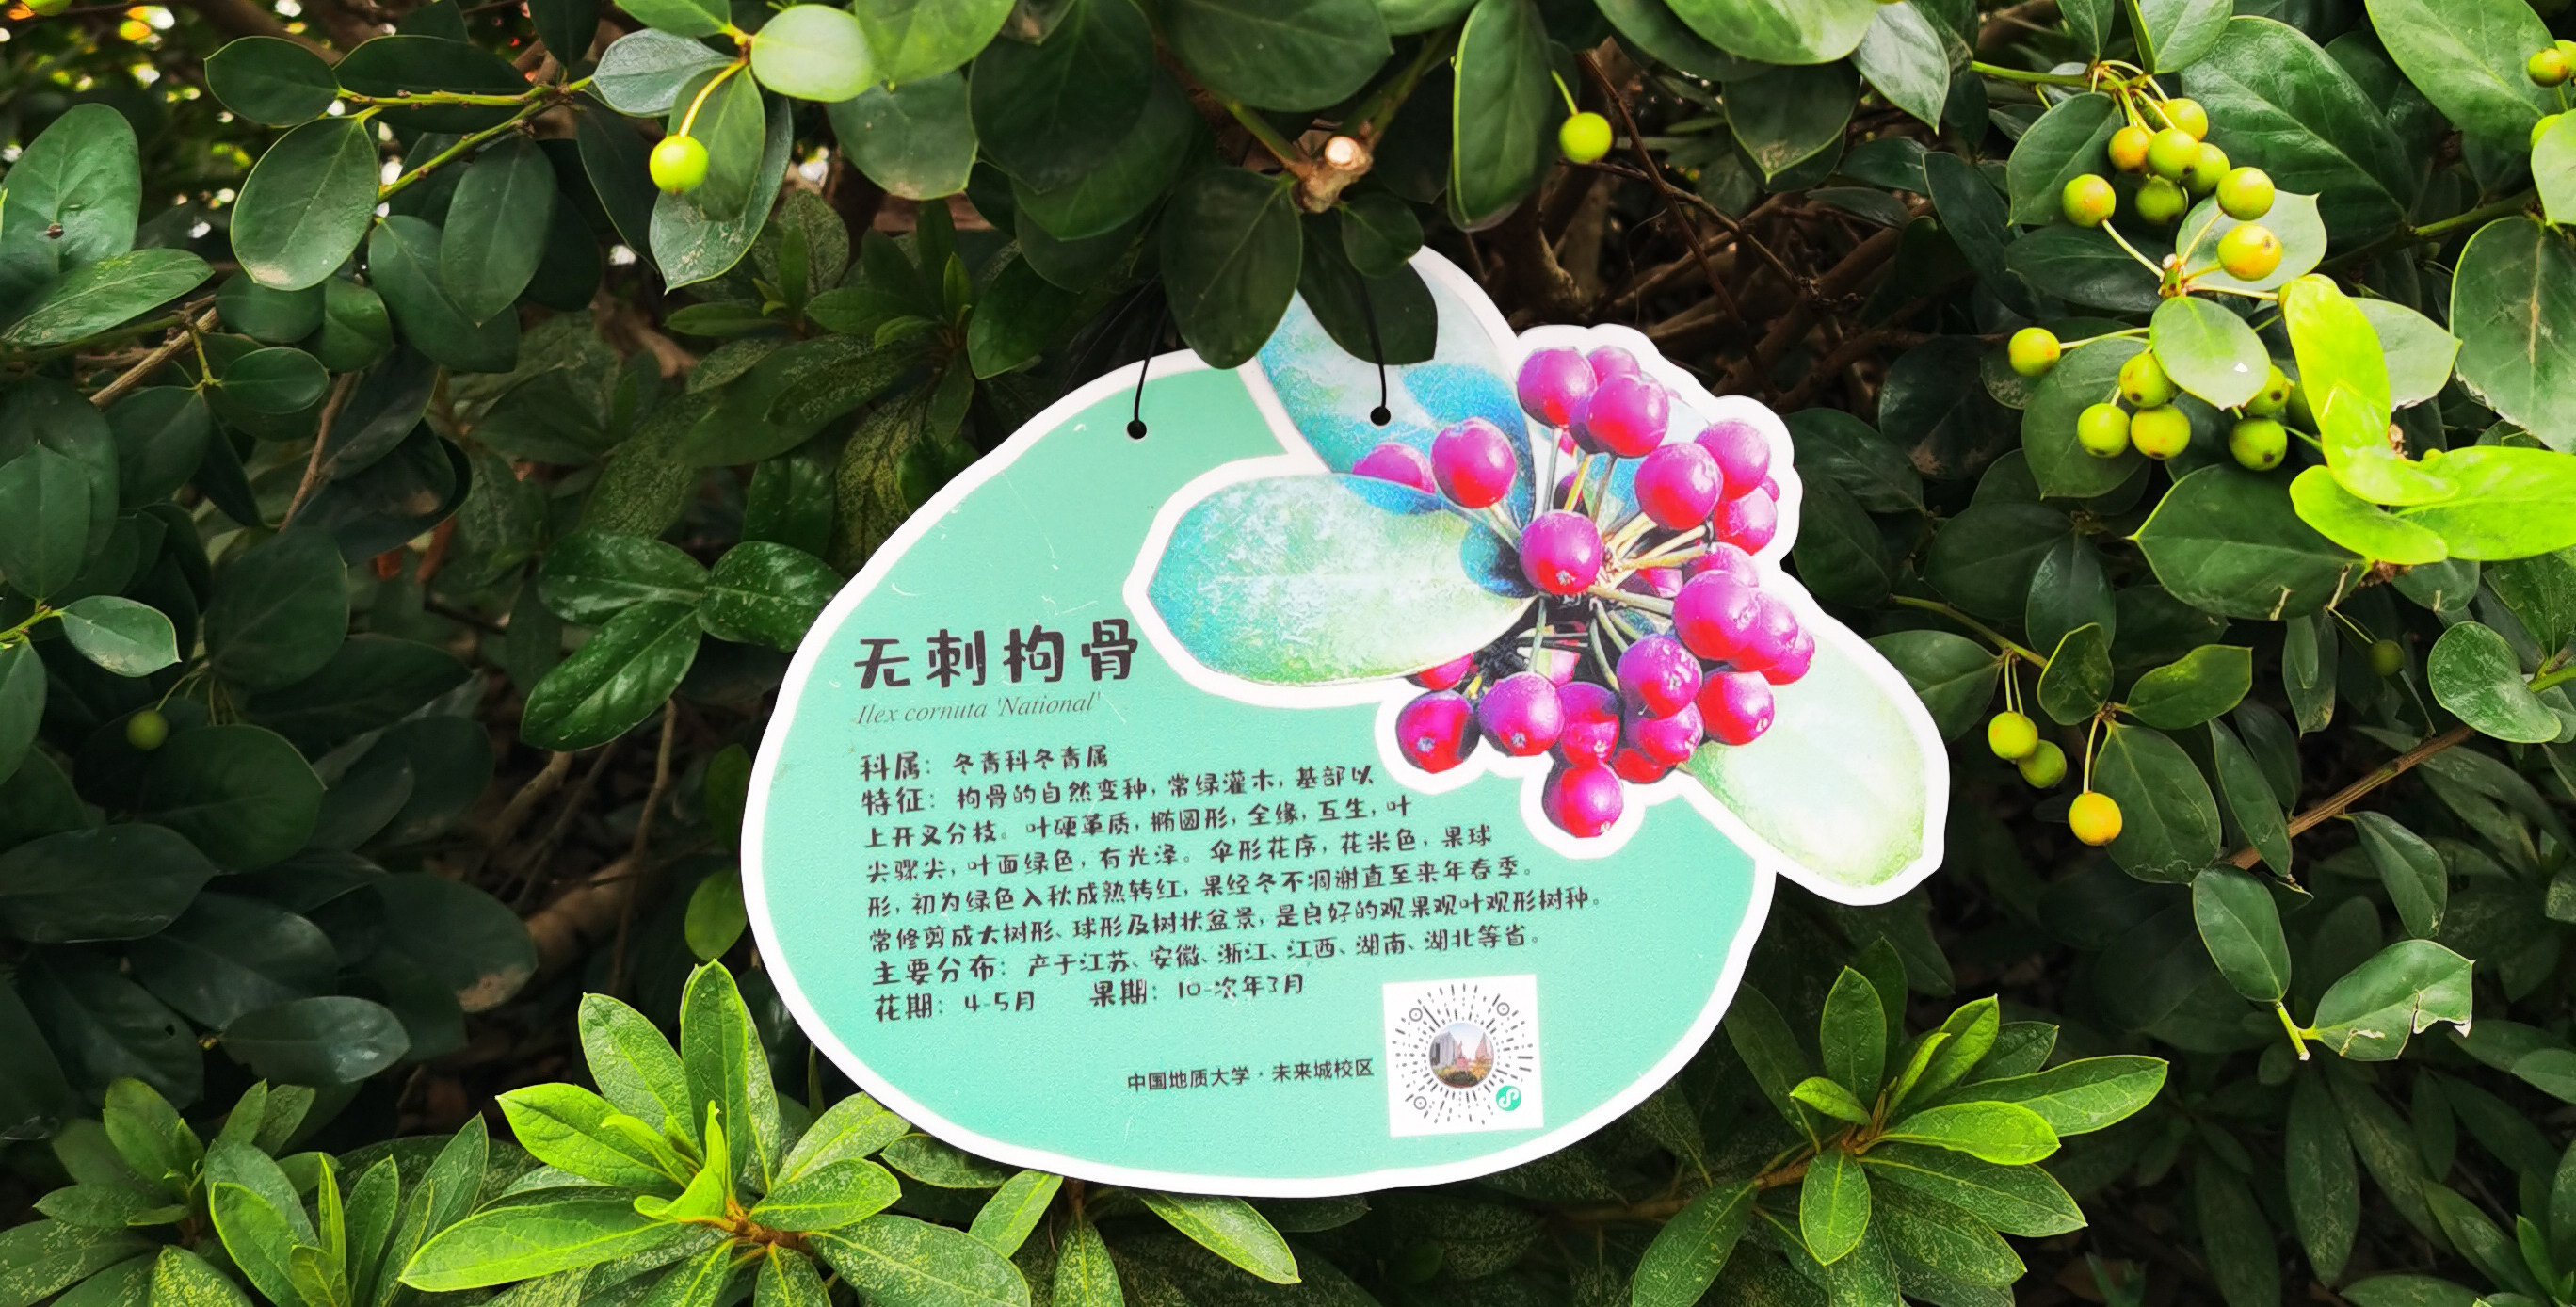 无刺枸骨
Ilex cornuta 'National'
科属：冬青科冬青属
特征：枸骨的自然变种，常绿灌木，基部以
上开叉分枝。叶硬革质，椭圆形，全缘，互生，叶
尖骤尖，叶面绿色，有光泽。伞形花序，花米色，果球
形，初为绿色入秋成熟转红，果经冬不凋谢直至来年春季。
常修剪成大树形、球形及树状盆景，是良好的观果观叶观形树种。
主要分布：产于江苏、安徽、浙江、江西、湖南、湖北等省。
花期：4-5月 果期：10-次年3月
中国地质大学·未来城校区